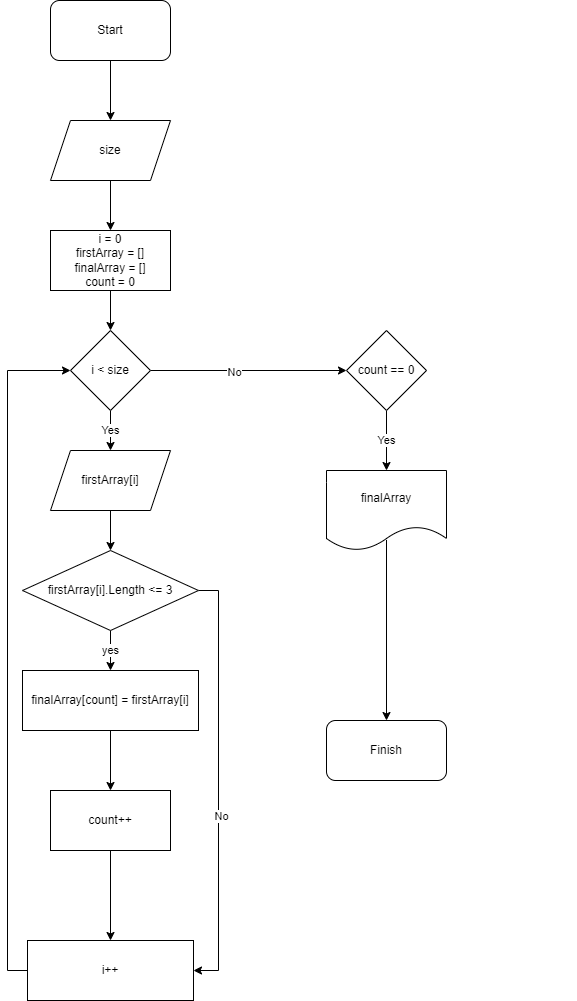 Start
size
i = 0
firstArray = []
finalArray = []
count = 0
i < size
No
count == 0
Yes
Yes
firstArray[i]
finalArray
firstArray[i].Length <= 3
yes
finalArray[count] = firstArray[i]
Finish
count++
No
i++